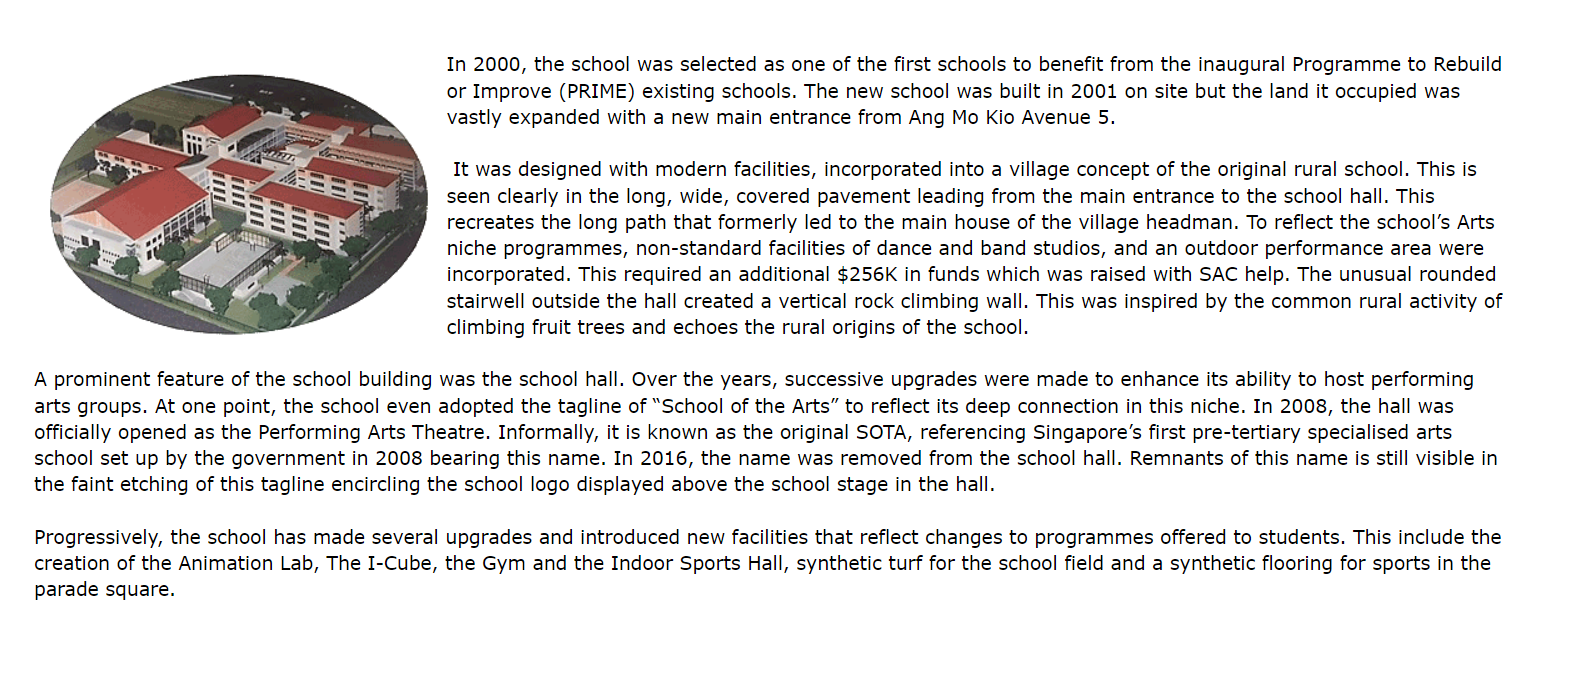 In 2000, the school was selected as one of the first schools to benefit from the inaugural Programme to Rebuild
or Improve (PRIME) existing schools. The new school was built in 2001 on site but the land it occupied was
vastly expanded with a new main entrance from Ang Mo Kio Avenue 5.
It was designed with modern facilities, incorporated into a village concept of the original rural school. This is
seen clearly in the long, wide, covered pavement leading from the main entrance to the school hall. This
recreates the long path that formerly led to the main house of the village headman. To reflect the school’s Arts
niche programmes, non-standard facilities of dance and band studios, and an outdoor performance area were
incorporated. This required an additional $256K in funds which was raised with SAC help. The unusual rounded
stairwell outside the hall created a vertical rock climbing wall. This was inspired by the common rural activity of
climbing fruit trees and echoes the rural origins of the school.
A prominent feature of the school building was the school hall. Over the years, successive upgrades were made to enhance its ability to host performing
arts groups. At one point, the school even adopted the tagline of “School of the Arts” to reflect its deep connection in this niche. In 2008, the hall was
officially opened as the Performing Arts Theatre. Informally, it is known as the original SOTA, referencing Singapore’s first pre-tertiary specialised arts
school set up by the government in 2008 bearing this name. In 2016, the name was removed from the school hall. Remnants of this name is still visible in
the faint etching of this tagline encircling the school logo displayed above the school stage in the hall.
Progressively, the school has made several upgrades and introduced new facilities that reflect changes to programmes offered to students. This include the
creation of the Animation Lab, The I-Cube, the Gym and the Indoor Sports Hall, synthetic turf for the school field and a synthetic flooring for sports in the
parade square.